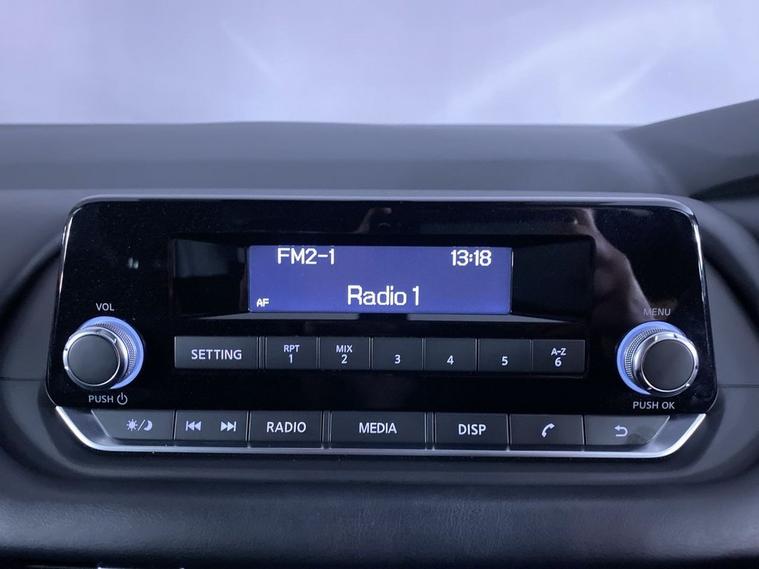 FM2-1 13:18
AF Radio 1
VOL
MENU
SETTING
RPT
1
MIX
2
3
4
5
A-Z
6
PUSH
PUSH OK
RADIO
MEDIA
DISP